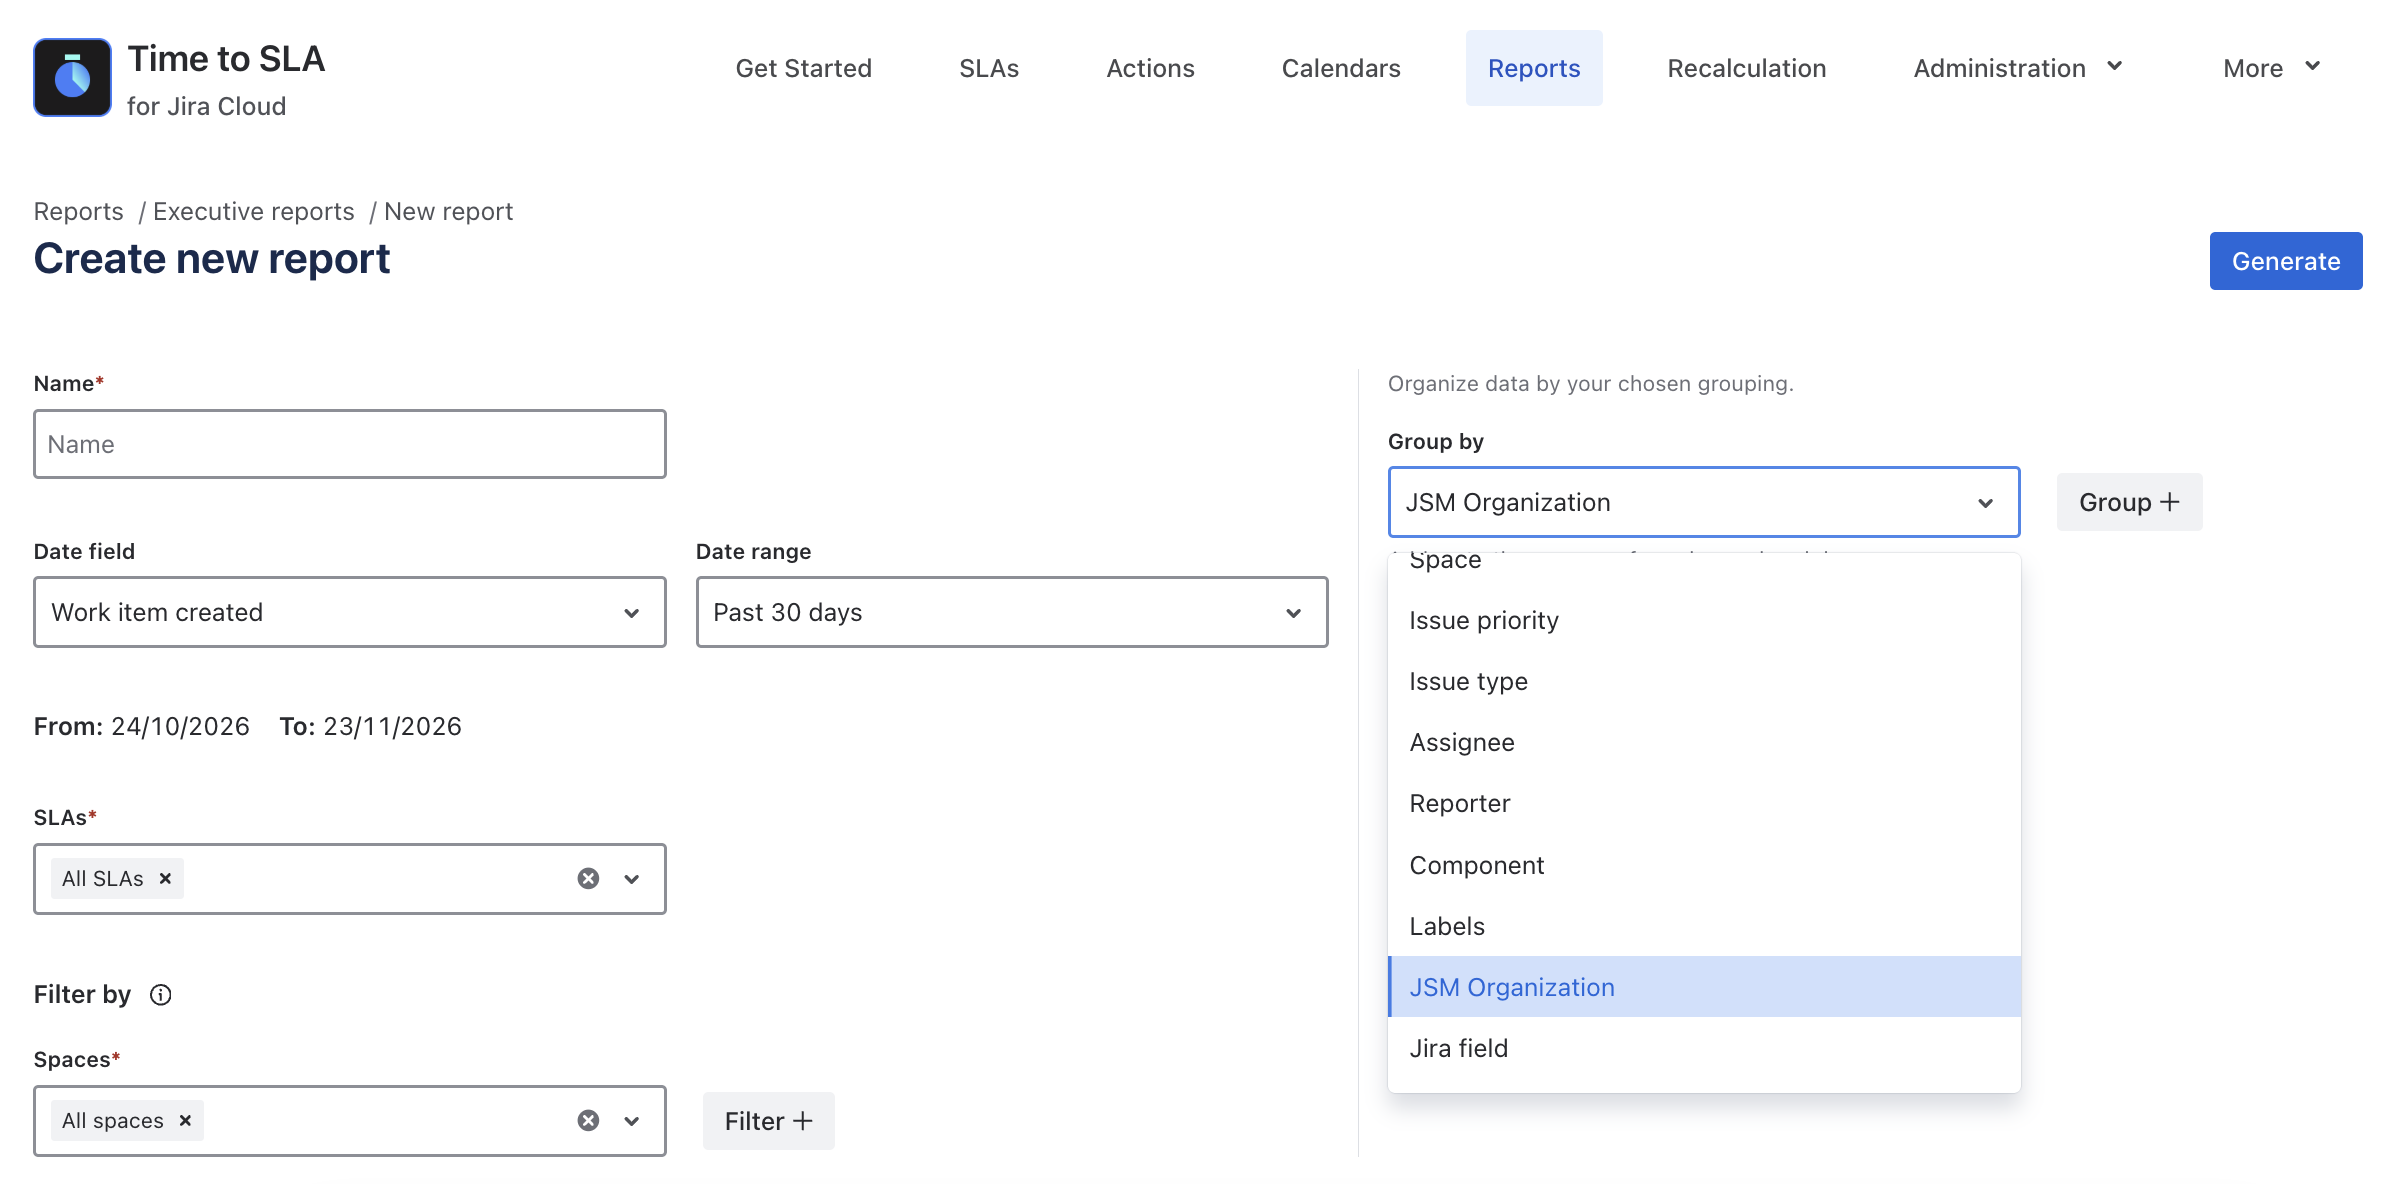 Time to SLA
for Jira Cloud
Get Started
SLAs
Actions
Calendars
Reports
Recalculation
Administration
More
Reports / Executive reports / New report
Create new report
Generate
Name*
Name
Date field
Work item created
Date range
Past 30 days
From: 24/10/2026 To: 23/11/2026
SLAs*
All SLAs
Filter by
Spaces*
All spaces
Filter
Organize data by your chosen grouping.
Group by
JSM Organization
Group
Space
Issue priority
Issue type
Assignee
Reporter
Component
Labels
JSM Organization
Jira field